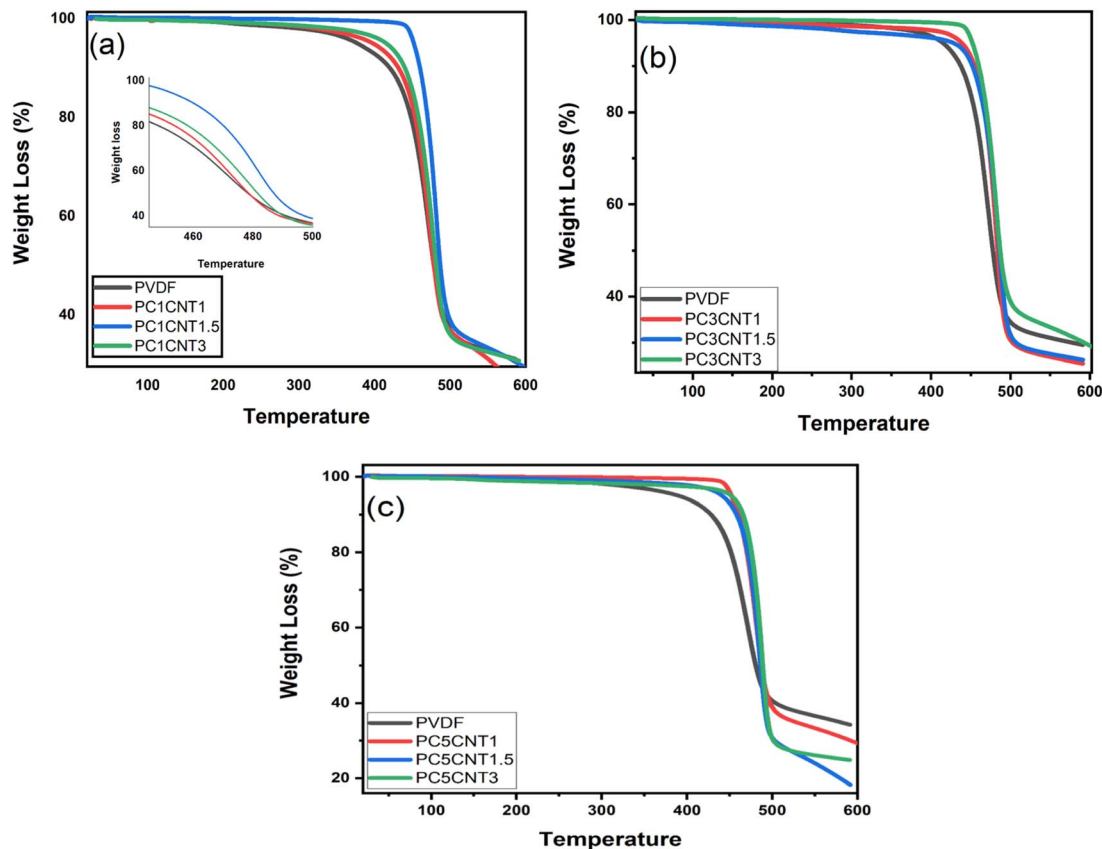 (a)
Weight Loss (%)
100
80
60
40
100
80
60
40
Weight loss
460
480
500
Temperature
PVDF
PC1CNT1
PC1CNT1.5
PC1CNT3
100
200
300
400
500
600
Temperature
(b)
Weight Loss (%)
100
80
60
40
PVDF
PC3CNT1
PC3CNT1.5
PC3CNT3
100
200
300
400
500
600
Temperature
(c)
Weight Loss (%)
100
80
60
40
20
PVDF
PC5CNT1
PC5CNT1.5
PC5CNT3
100
200
300
400
500
600
Temperature